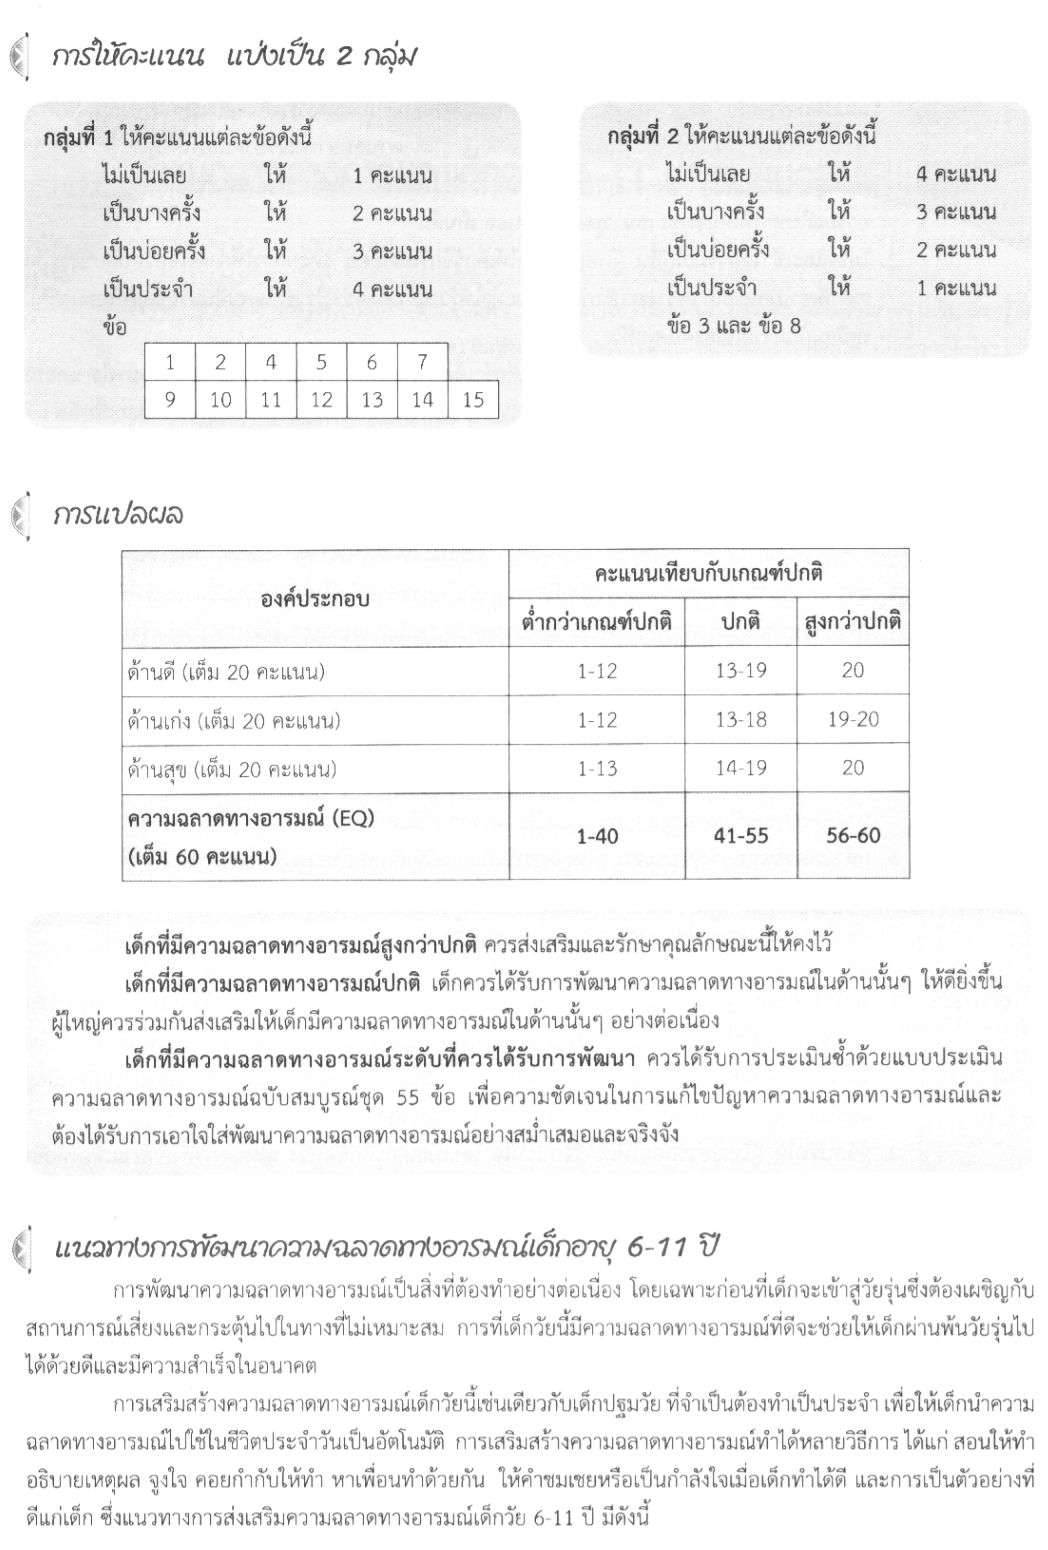 การให้คะแนน แบ่งเป็น 2 กลุ่ม
กลุ่มที่ 1 ให้คะแนนแต่ละข้อดังนี้
ไม่เป็นเลย ให้ 1 คะแนน
เป็นบางครั้ง ให้ 2 คะแนน
เป็นบ่อยครั้ง ให้ 3 คะแนน
เป็นประจำ ให้ 4 คะแนน
ข้อ
1 2 4 5 6 7
9 10 11 12 13 14 15
กลุ่มที่ 2 ให้คะแนนแต่ละข้อดังนี้
ไม่เป็นเลย ให้ 4 คะแนน
เป็นบางครั้ง ให้ 3 คะแนน
เป็นบ่อยครั้ง ให้ 2 คะแนน
เป็นประจำ ให้ 1 คะแนน
ข้อ 3 และ ข้อ 8
การแปลผล
องค์ประกอบ คะแนนเทียบกับเกณฑ์ปกติ
ต่ำกว่าเกณฑ์ปกติ ปกติ สูงกว่าปกติ
ด้านดี (เต็ม 20 คะแนน) 1-12 13-19 20
ด้านเก่ง (เต็ม 20 คะแนน) 1-12 13-18 19-20
ด้านสุข (เต็ม 20 คะแนน) 1-13 14-19 20
ความฉลาดทางอารมณ์ (EQ)
(เต็ม 60 คะแนน) 1-40 41-55 56-60
เด็กที่มีความฉลาดทางอารมณ์สูงกว่าปกติ ควรส่งเสริมและรักษาคุณลักษณะนี้ให้คงไว้
เด็กที่มีความฉลาดทางอารมณ์ปกติ เด็กควรได้รับการพัฒนาความฉลาดทางอารมณ์ในด้านนั้นๆ ให้ดียิ่งขึ้น
ผู้ใหญ่ควรร่วมกันส่งเสริมให้เด็กมีความฉลาดทางอารมณ์ในด้านนั้นๆ อย่างต่อเนื่อง
เด็กที่มีความฉลาดทางอารมณ์ระดับที่ควรได้รับการพัฒนา ควรได้รับการประเมินซ้ำด้วยแบบประเมิน
ความฉลาดทางอารมณ์ฉบับสมบูรณ์ชุด 55 ข้อ เพื่อความชัดเจนในการแก้ไขปัญหาความฉลาดทางอารมณ์และ
ต้องได้รับการเอาใจใส่พัฒนาความฉลาดทางอารมณ์อย่างสม่ำเสมอและจริงจัง
แนวทางการพัฒนาความฉลาดทางอารมณ์เด็กอายุ 6-11 ปี
การพัฒนาความฉลาดทางอารมณ์เป็นสิ่งที่ต้องทำอย่างต่อเนื่อง โดยเฉพาะก่อนที่เด็กจะเข้าสู่วัยรุ่นซึ่งต้องเผชิญกับ
สถานการณ์เสี่ยงและกระตุ้นไปในทางที่ไม่เหมาะสม การที่เด็กวัยนี้มีความฉลาดทางอารมณ์ที่ดีจะช่วยให้เด็กผ่านพ้นวัยรุ่นไป
ได้ด้วยดีและมีความสำเร็จในอนาคต
การเสริมสร้างความฉลาดทางอารมณ์เด็กวัยนี้เช่นเดียวกับเด็กปฐมวัย ที่จำเป็นต้องทำเป็นประจำ เพื่อให้เด็กนำความ
ฉลาดทางอารมณ์ไปใช้ในชีวิตประจำวันเป็นอัตโนมัติ การเสริมสร้างความฉลาดทางอารมณ์ทำได้หลายวิธีการ ได้แก่ สอนให้ทำ
อธิบายเหตุผล จูงใจ คอยกำกับให้ทำ หาเพื่อนทำด้วยกัน ให้คำชมเชยหรือเป็นกำลังใจเมื่อเด็กทำได้ดี และการเป็นตัวอย่างที่
ดีแก่เด็ก ซึ่งแนวทางการส่งเสริมความฉลาดทางอารมณ์เด็กวัย 6-11 ปี มีดังนี้